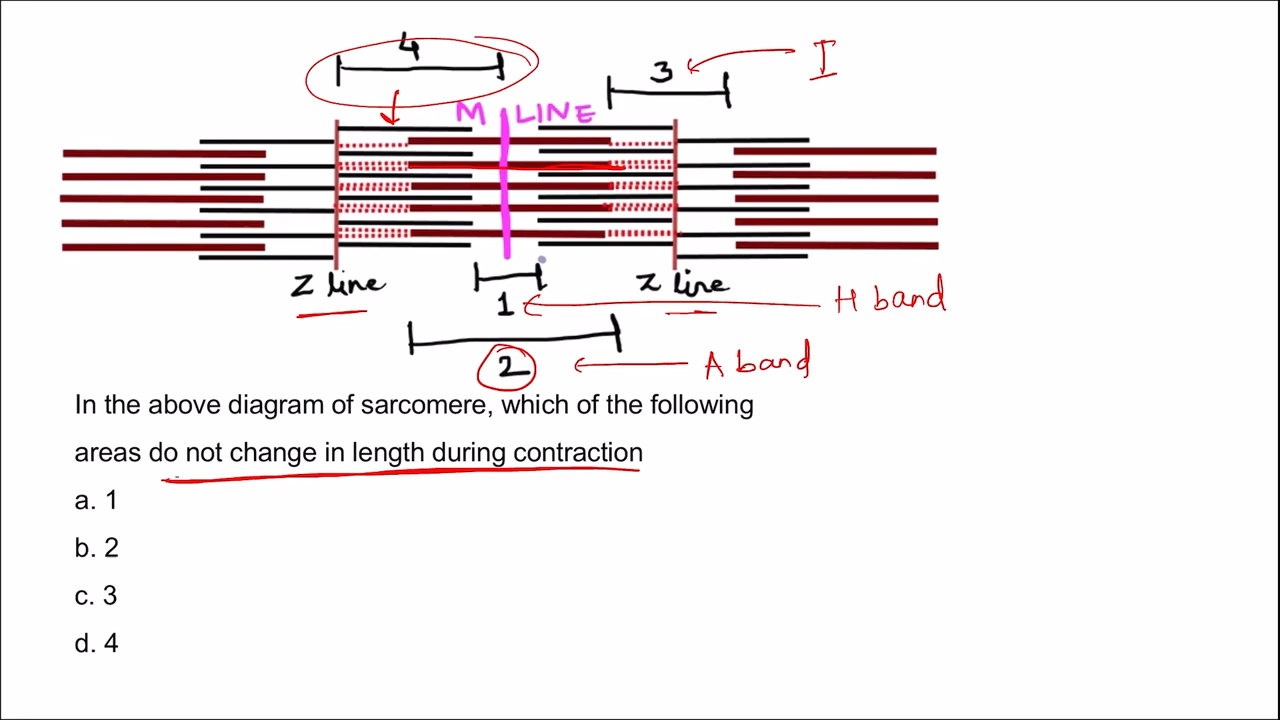 4
3
I
M LINE
Z line
Z line
1
H band
2
A band
In the above diagram of sarcomere, which of the following
areas do not change in length during contraction
a. 1
b. 2
c. 3
d. 4